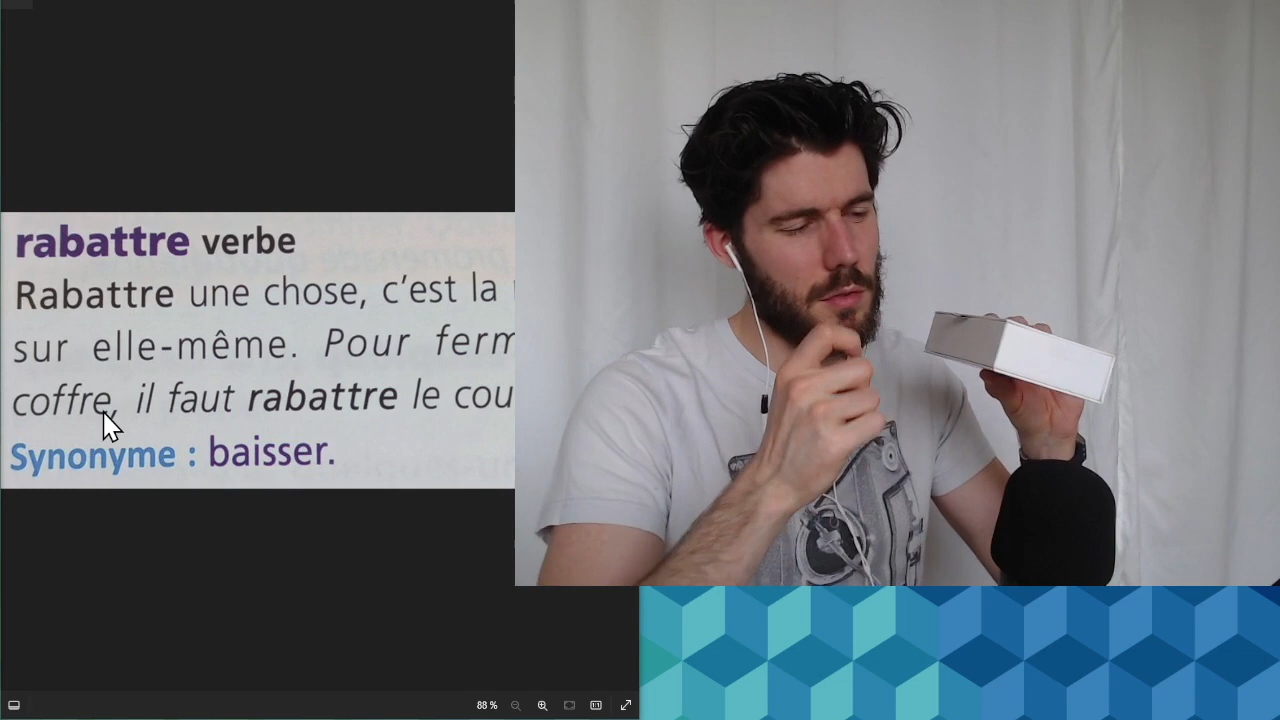 rabattre verbe
Rabattre une chose, c'est la
sur elle-même. Pour ferm
coffre, il faut rabattre le cou
Synonyme : baisser.
88 %